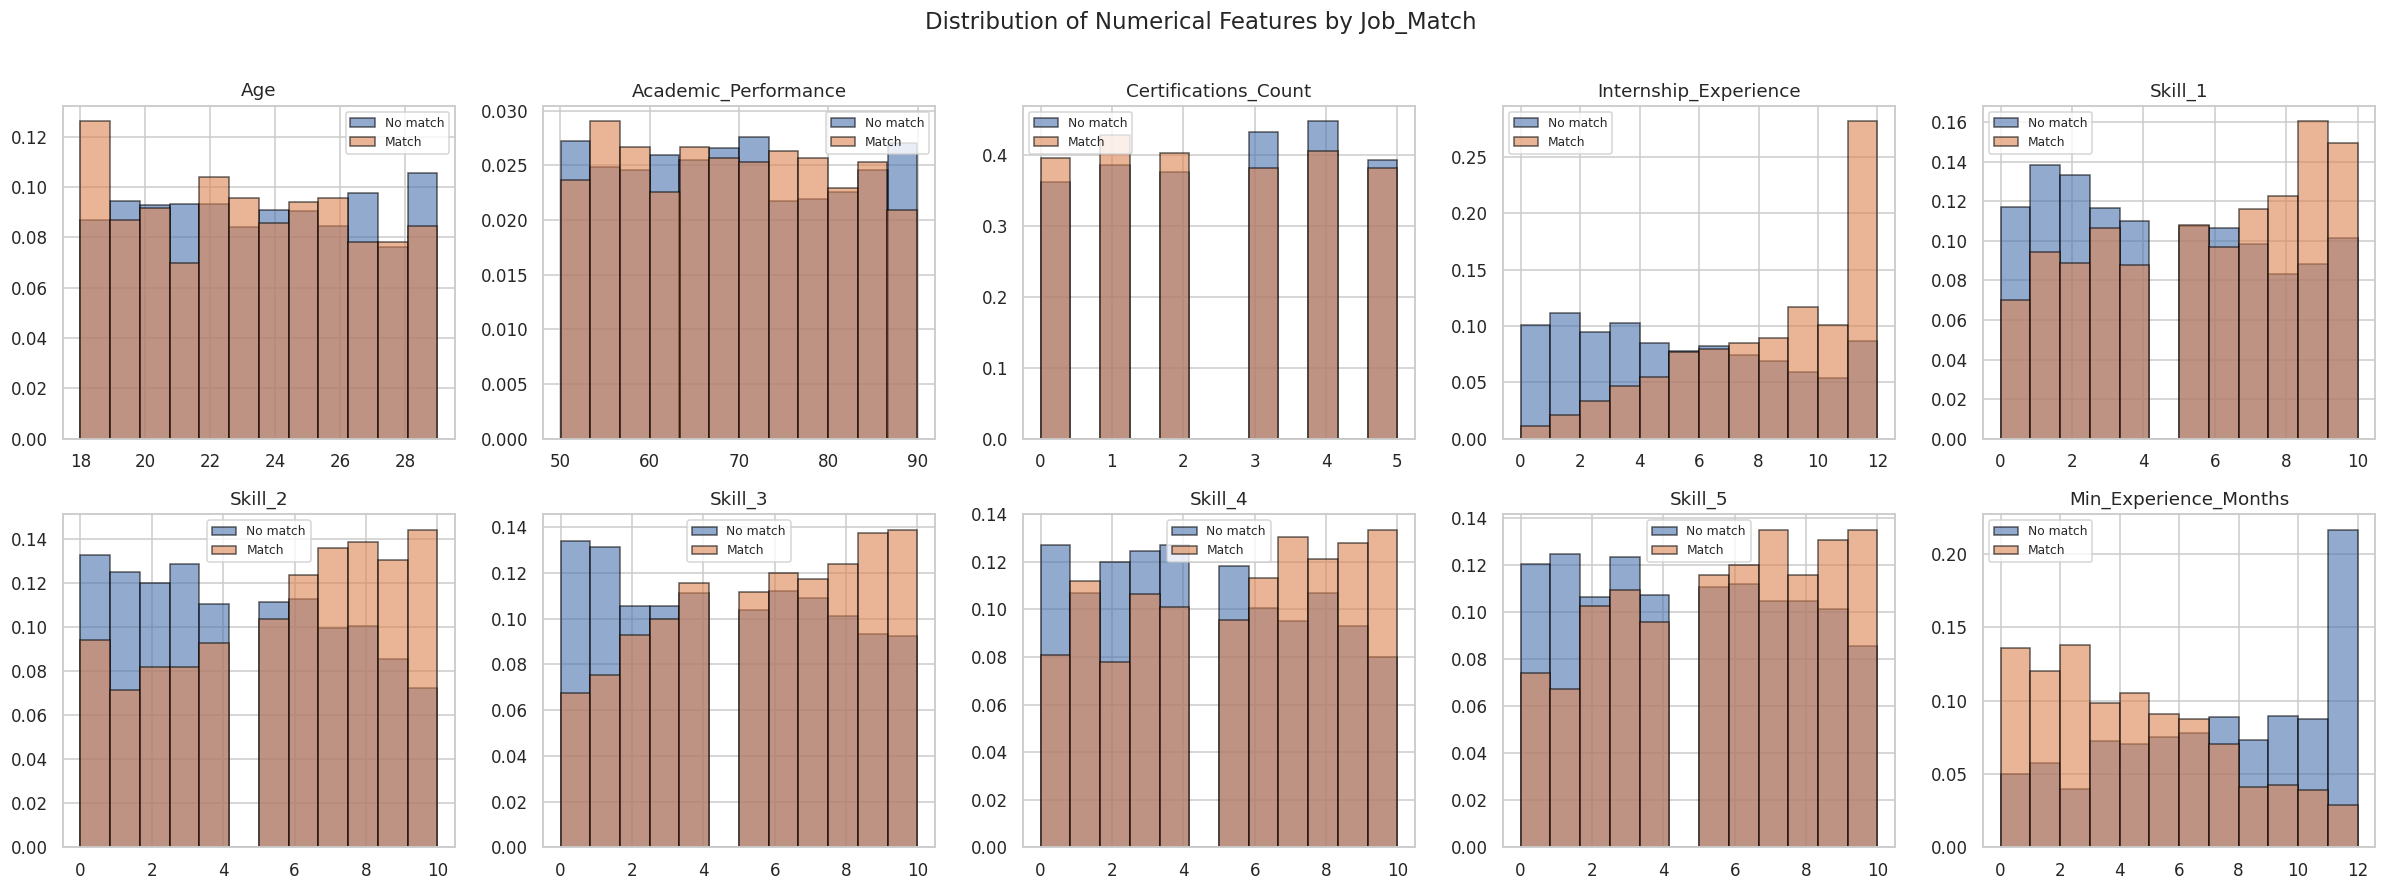 Distribution of Numerical Features by Job_Match
Age
No match
Match
0.12
0.10
0.08
0.06
0.04
0.02
0.00
18 20 22 24 26 28
Academic_Performance
No match
Match
0.030
0.025
0.020
0.015
0.010
0.005
0.000
50 60 70 80 90
Certifications_Count
No match
Match
0.4
0.3
0.2
0.1
0.0
0 1 2 3 4 5
Internship_Experience
No match
Match
0.25
0.20
0.15
0.10
0.05
0.00
0 2 4 6 8 10 12
Skill_1
No match
Match
0.16
0.14
0.12
0.10
0.08
0.06
0.04
0.02
0.00
0 2 4 6 8 10
Skill_2
No match
Match
0.14
0.12
0.10
0.08
0.06
0.04
0.02
0.00
0 2 4 6 8 10
Skill_3
No match
Match
0.14
0.12
0.10
0.08
0.06
0.04
0.02
0.00
0 2 4 6 8 10
Skill_4
No match
Match
0.14
0.12
0.10
0.08
0.06
0.04
0.02
0.00
0 2 4 6 8 10
Skill_5
No match
Match
0.14
0.12
0.10
0.08
0.06
0.04
0.02
0.00
0 2 4 6 8 10
Min_Experience_Months
No match
Match
0.20
0.15
0.10
0.05
0.00
0 2 4 6 8 10 12